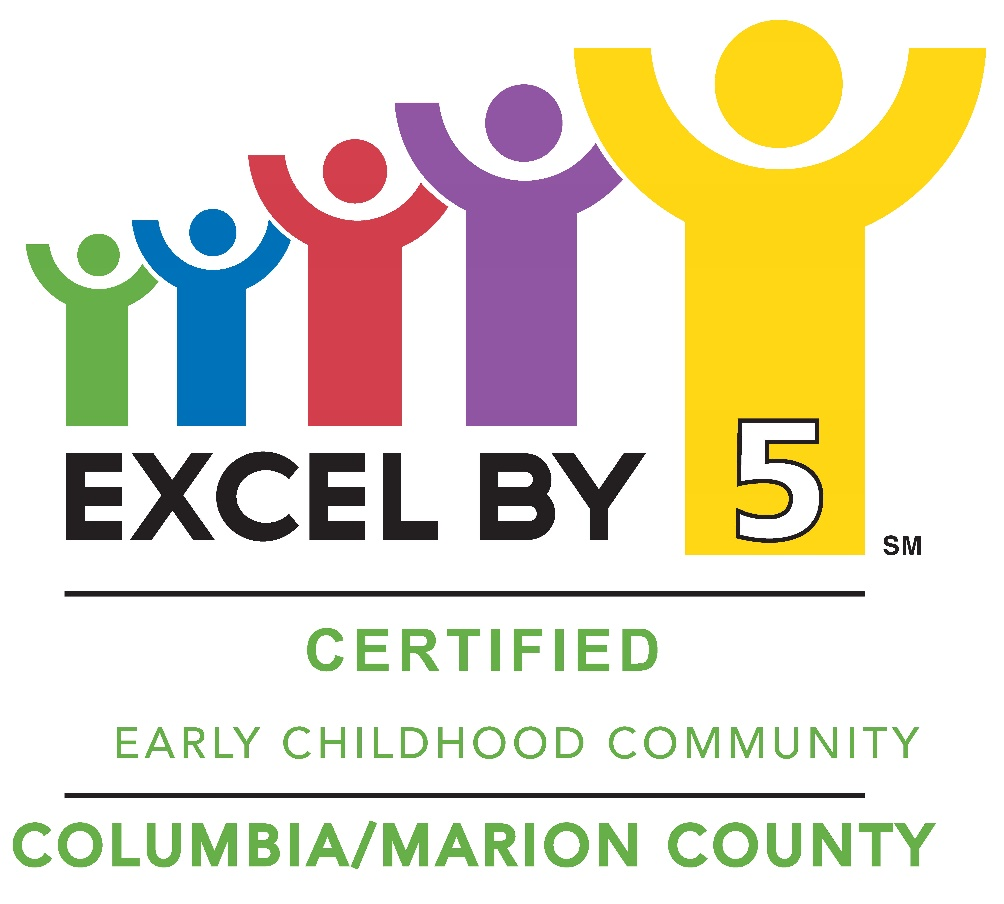 EXCEL BY 5 SM
CERTIFIED
EARLY CHILDHOOD COMMUNITY
COLUMBIA/MARION COUNTY